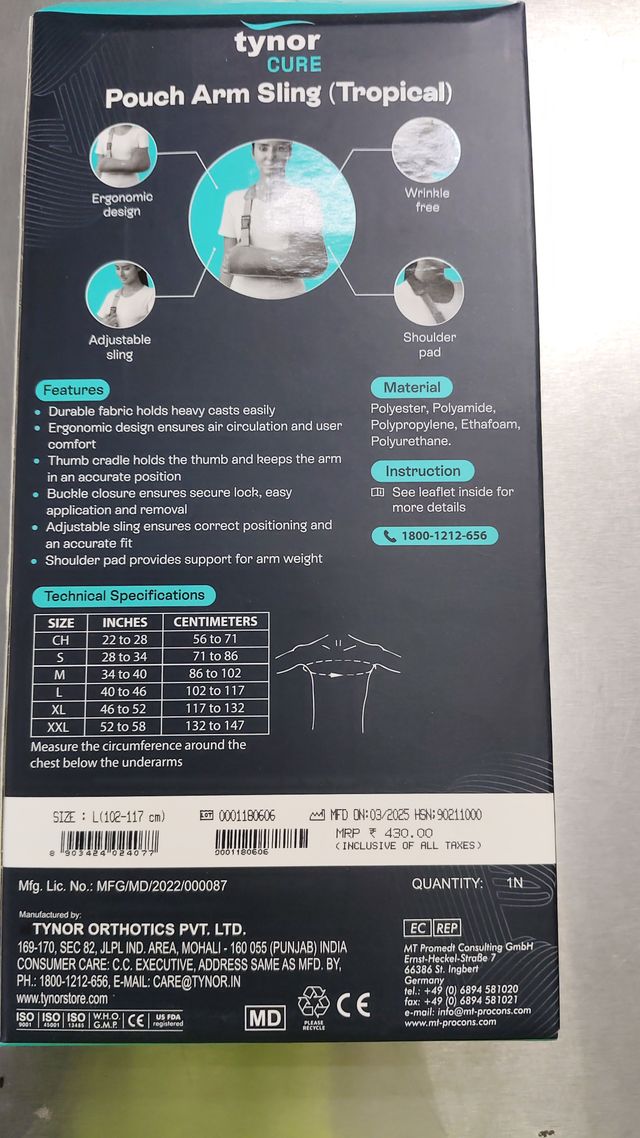 tynor
CURE
Pouch Arm Sling (Tropical)
Ergonomic
design
Wrinkle
free
Adjustable
sling
Shoulder
pad
Features
• Durable fabric holds heavy casts easily
• Ergonomic design ensures air circulation and user
comfort
• Thumb cradle holds the thumb and keeps the arm
in an accurate position
• Buckle closure ensures secure lock, easy
application and removal
• Adjustable sling ensures correct positioning and
an accurate fit
• Shoulder pad provides support for arm weight
Material
Polyester, Polyamide,
Polypropylene, Ethafoam,
Polyurethane.
Instruction
See leaflet inside for
more details
1800-1212-656
Technical Specifications
SIZE INCHES CENTIMETERS
CH 22 to 28 56 to 71
S 28 to 34 71 to 86
M 34 to 40 86 to 102
L 40 to 46 102 to 117
XL 46 to 52 117 to 132
XXL 52 to 58 132 to 147
Measure the circumference around the
chest below the underarms
SIZE : L(102-117 cm) LOT 0001180606 MFD ON:03/2025 HSN:90211000
MRP ₹ 430.00
(INCLUSIVE OF ALL TAXES)
8 903424 024077
0001180606
Mfg. Lic. No.: MFG/MD/2022/000087
QUANTITY: 1N
Manufactured by:
TYNOR ORTHOTICS PVT. LTD.
169-170, SEC 82, JLPL IND. AREA, MOHALI - 160 055 (PUNJAB) INDIA
CONSUMER CARE: C.C. EXECUTIVE, ADDRESS SAME AS MFD. BY,
PH.: 1800-1212-656, E-MAIL: CARE@TYNOR.IN
www.tynorstore.com
ISO 9001 ISO 45001 ISO 13485 W.H.O. G.M.P. CE US FDA registered
MD
PLEASE
RECYCLE
CE
EC REP
MT Promedt Consulting GmbH
Ernst-Heckel-Straße 7
66386 St. Ingbert
Germany
tel.: +49 (0) 6894 581020
fax: +49 (0) 6894 581021
e-mail: info@mt-procons.com
www.mt-procons.com